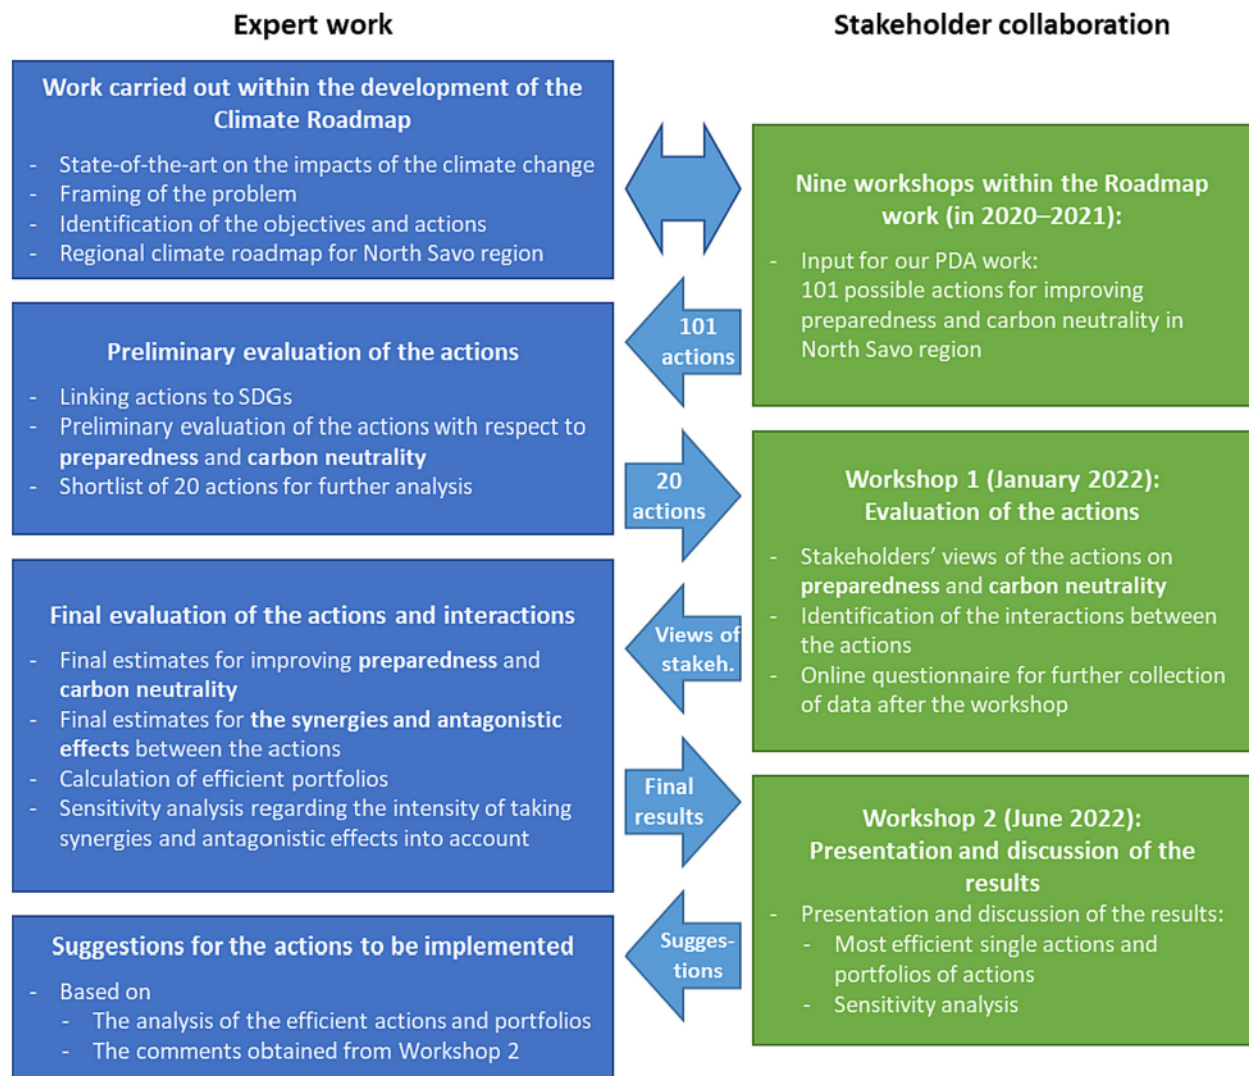 Expert work
Work carried out within the development of the
Climate Roadmap
- State-of-the-art on the impacts of the climate change
- Framing of the problem
- Identification of the objectives and actions
- Regional climate roadmap for North Savo region
Preliminary evaluation of the actions
- Linking actions to SDGs
- Preliminary evaluation of the actions with respect to
preparedness and carbon neutrality
- Shortlist of 20 actions for further analysis
Final evaluation of the actions and interactions
- Final estimates for improving preparedness and
carbon neutrality
- Final estimates for the synergies and antagonistic
effects between the actions
- Calculation of efficient portfolios
- Sensitivity analysis regarding the intensity of taking
synergies and antagonistic effects into account
Suggestions for the actions to be implemented
- Based on
- The analysis of the efficient actions and portfolios
- The comments obtained from Workshop 2
101
actions
20
actions
Views of
stakeh.
Final
results
Sugges-
tions
Stakeholder collaboration
Nine workshops within the Roadmap
work (in 2020–2021):
- Input for our PDA work:
101 possible actions for improving
preparedness and carbon neutrality in
North Savo region
Workshop 1 (January 2022):
Evaluation of the actions
- Stakeholders’ views of the actions on
preparedness and carbon neutrality
- Identification of the interactions between
the actions
- Online questionnaire for further collection
of data after the workshop
Workshop 2 (June 2022):
Presentation and discussion of the
results
- Presentation and discussion of the results:
- Most efficient single actions and
portfolios of actions
- Sensitivity analysis